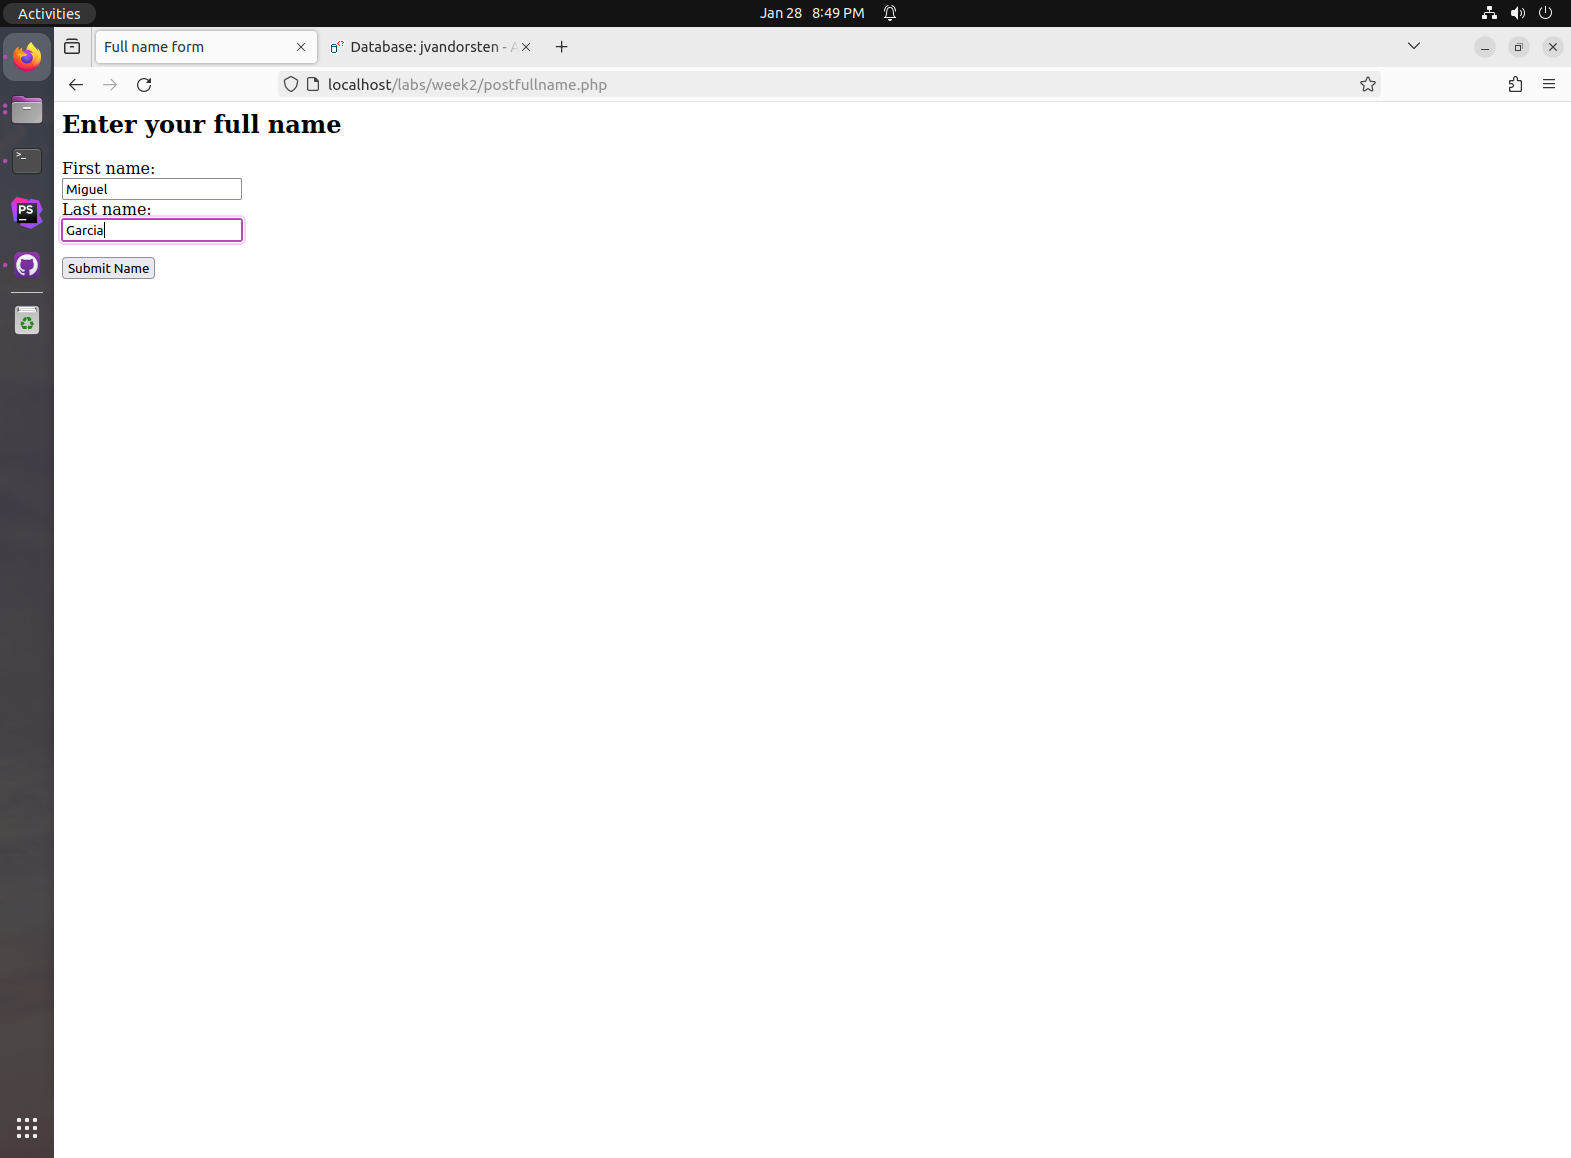 Activities
Jan 28 8:49 PM
Full name form
Database: jvandorsten - A
localhost/labs/week2/postfullname.php
Enter your full name
First name:
Miguel
Last name:
Garcia
Submit Name
>_
PS